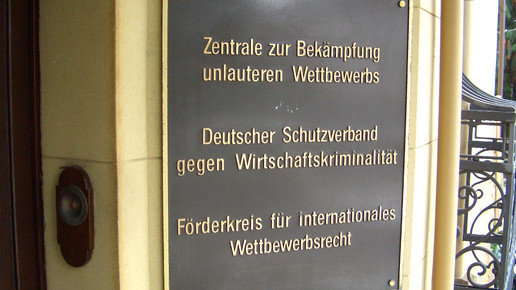 Zentrale zur Bekämpfung
unlauteren Wettbewerbs
Deutscher Schutzverband
gegen Wirtschaftskriminalität
Förderkreis für internationales
Wettbewerbsrecht